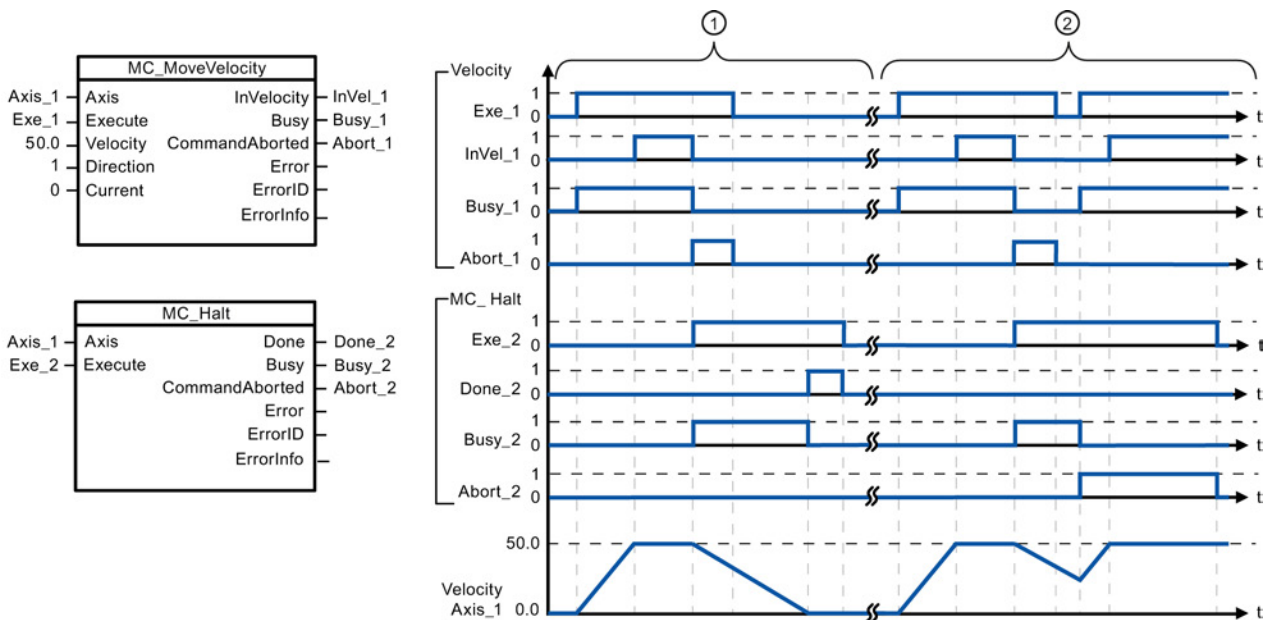 MC_MoveVelocity
Axis_1 Axis InVelocity InVel_1
Exe_1 Execute Busy Busy_1
50.0 Velocity CommandAborted Abort_1
1 Direction Error
0 Current ErrorID
ErrorInfo
MC_Halt
Axis_1 Axis Done Done_2
Exe_2 Execute Busy Busy_2
CommandAborted Abort_2
Error
ErrorID
ErrorInfo
1 2
Velocity
1
Exe_1
0 t
1
InVel_1
0 t
1
Busy_1
0 t
1
Abort_1
0 t
MC_ Halt
1
Exe_2
0 t
1
Done_2
0 t
1
Busy_2
0 t
1
Abort_2
0 t
50.0
Velocity
Axis_1 0.0 t